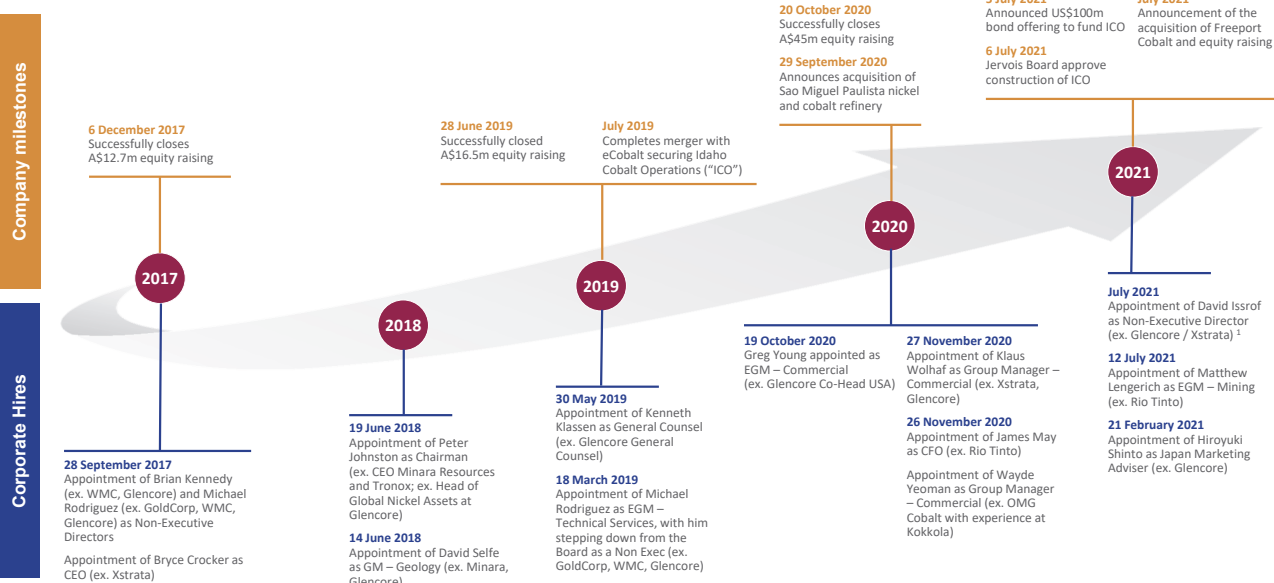 Company milestones
6 December 2017
Successfully closes
A$12.7m equity raising
28 June 2019
Successfully closed
A$16.5m equity raising
July 2019
Completes merger with
eCobalt securing Idaho
Cobalt Operations (“ICO”)
20 October 2020
Successfully closes
A$45m equity raising
29 September 2020
Announces acquisition of
Sao Miguel Paulista nickel
and cobalt refinery
5 July 2021
Announced US$100m
bond offering to fund ICO
6 July 2021
Jervois Board approve
construction of ICO
July 2021
Announcement of the
acquisition of Freeport
Cobalt and equity raising
2017
2018
2019
2020
2021
Corporate Hires
28 September 2017
Appointment of Brian Kennedy
(ex. WMC, Glencore) and Michael
Rodriguez (ex. GoldCorp, WMC,
Glencore) as Non-Executive
Directors
Appointment of Bryce Crocker as
CEO (ex. Xstrata)
19 June 2018
Appointment of Peter
Johnston as Chairman
(ex. CEO Minara Resources
and Tronox; ex. Head of
Global Nickel Assets at
Glencore)
14 June 2018
Appointment of David Selfe
as GM – Geology (ex. Minara,
Glencore)
30 May 2019
Appointment of Kenneth
Klassen as General Counsel
(ex. Glencore General
Counsel)
18 March 2019
Appointment of Michael
Rodriguez as EGM –
Technical Services, with him
stepping down from the
Board as a Non Exec (ex.
GoldCorp, WMC, Glencore)
19 October 2020
Greg Young appointed as
EGM – Commercial
(ex. Glencore Co-Head USA)
27 November 2020
Appointment of Klaus
Wolhaf as Group Manager –
Commercial (ex. Xstrata,
Glencore)
26 November 2020
Appointment of James May
as CFO (ex. Rio Tinto)
Appointment of Wayde
Yeoman as Group Manager
– Commercial (ex. OMG
Cobalt with experience at
Kokkola)
July 2021
Appointment of David Issrof
as Non-Executive Director
(ex. Glencore / Xstrata) 1
12 July 2021
Appointment of Matthew
Lengerich as EGM – Mining
(ex. Rio Tinto)
21 February 2021
Appointment of Hiroyuki
Shinto as Japan Marketing
Adviser (ex. Glencore)